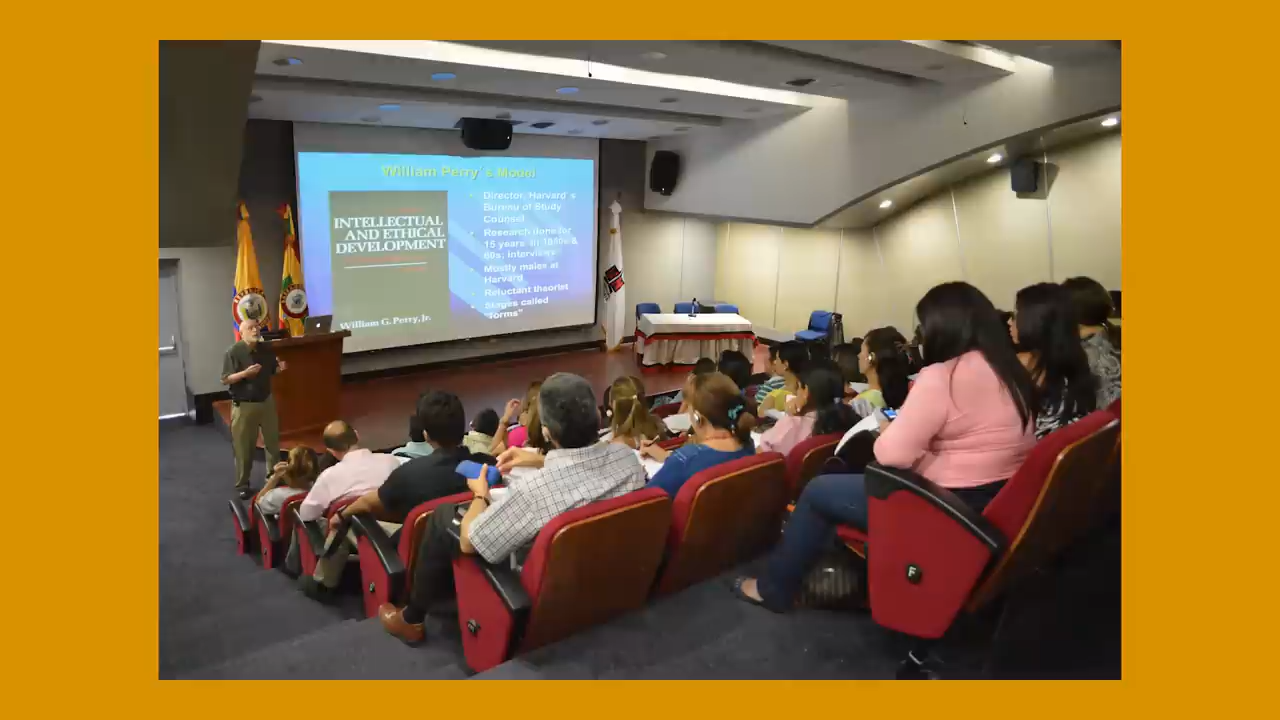 William Perry´s Model
INTELLECTUAL
AND ETHICAL
DEVELOPMENT
William G. Perry, Jr.
• Director, Harvard´s
Bureau of Study
Counsel
• Research done for
15 years in 1950s &
60s; interviews
• Mostly males at
Harvard
• Reluctant theorist
• Stages called
"forms"
F